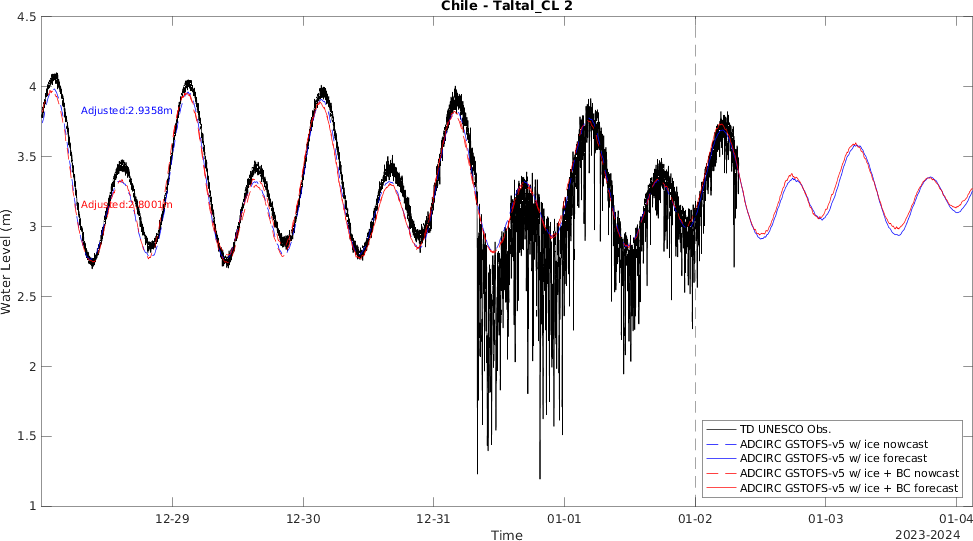 Chile - Taltal_CL 2
4.5
4
3.5
3
2.5
2
1.5
1
Water Level (m)
Adjusted:2.9358m
Adjusted:2.8001m
TD UNESCO Obs.
ADCIRC GSTOFS-v5 w/ ice nowcast
ADCIRC GSTOFS-v5 w/ ice forecast
ADCIRC GSTOFS-v5 w/ ice + BC nowcast
ADCIRC GSTOFS-v5 w/ ice + BC forecast
12-29 12-30 12-31 01-01 01-02 01-03 01-04
Time
2023-2024